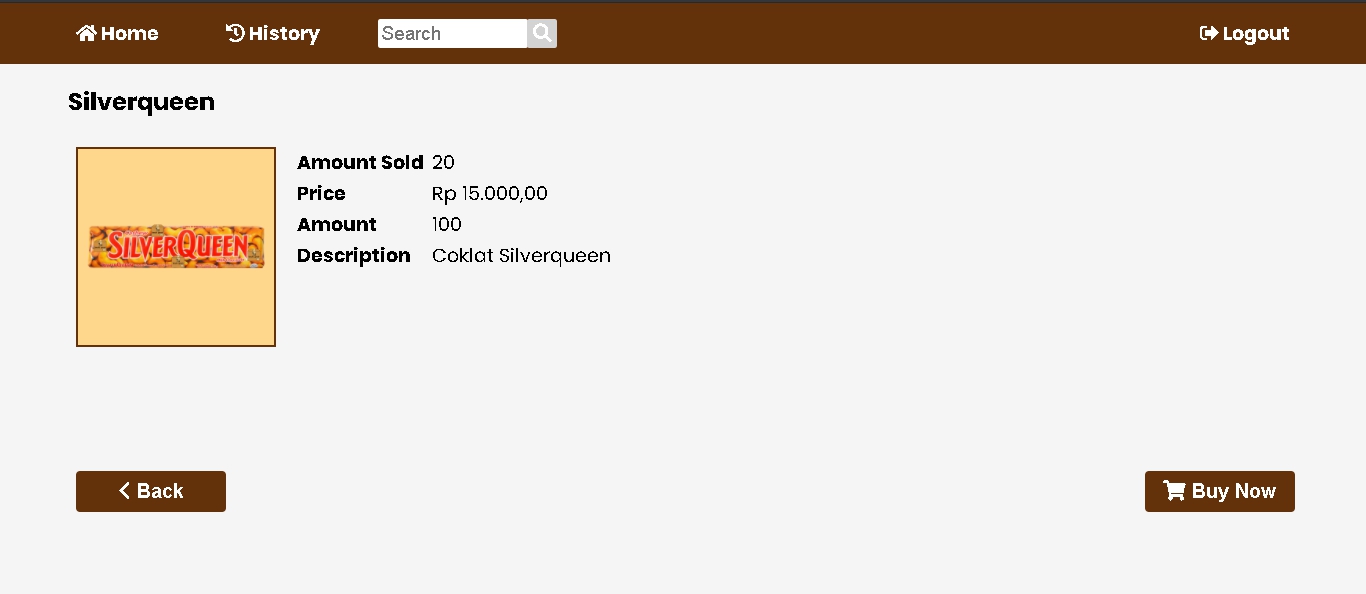 Home History Search Logout
Silverqueen
SILVERQUEEN
Amount Sold 20
Price Rp 15.000,00
Amount 100
Description Coklat Silverqueen
Back Buy Now